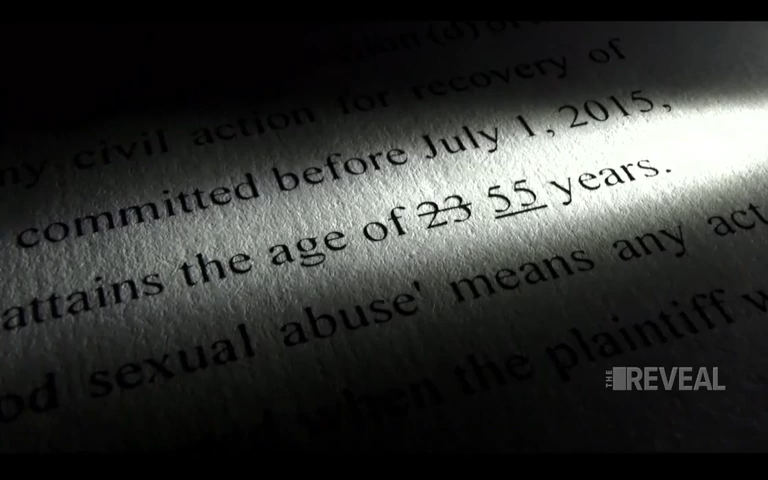 ny civil action for recovery of
committed before July 1, 2015,
attains the age of 23 55 years.
od sexual abuse' means any act
when the plaintiff w
THE REVEAL